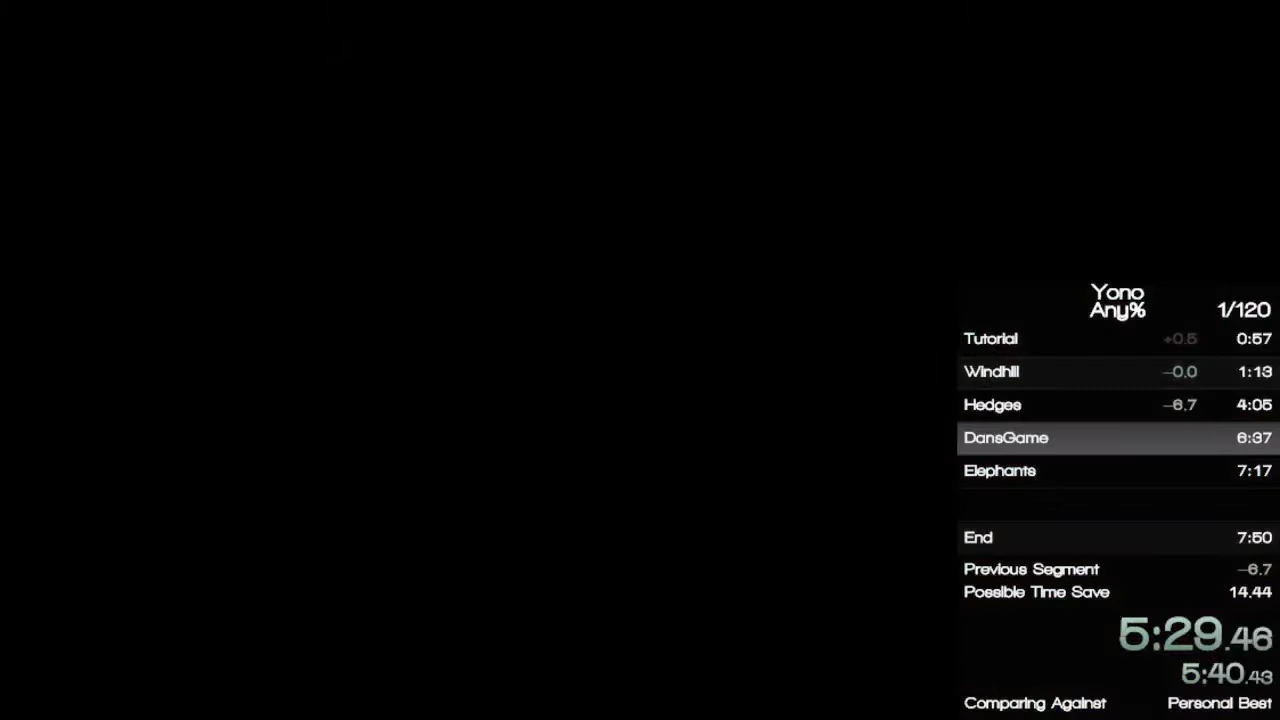 Yono
Any% 1/120
Tutorial +0.5 0:57
Windhill −0.0 1:13
Hedges −6.7 4:05
DansGame 6:37
Elephants 7:17
End 7:50
Previous Segment −6.7
Possible Time Save 14.44
5:29.46
5:40.43
Comparing Against Personal Best